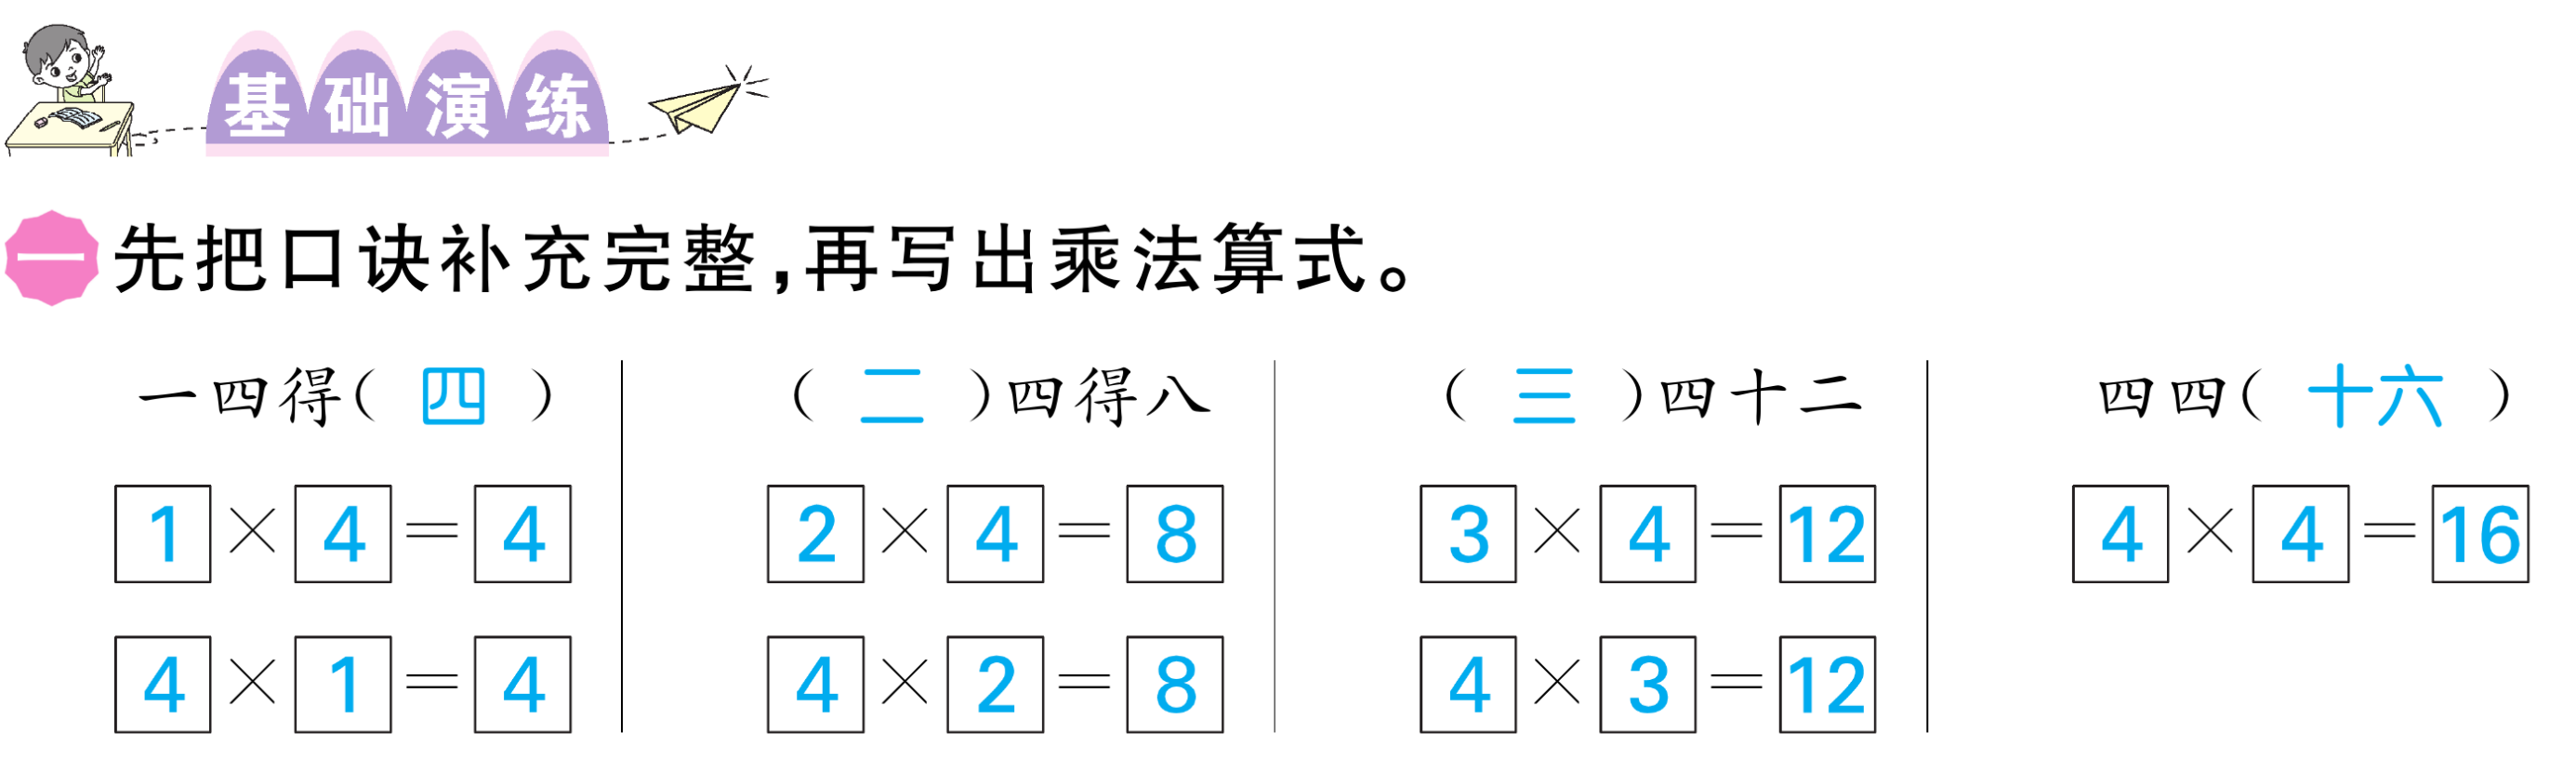 基础演练
一 先把口诀补充完整,再写出乘法算式。
一四得( 四 ) ( 二 )四得八 ( 三 )四十二 四四( 十六 )
1×4=4 2×4=8 3×4=12 4×4=16
4×1=4 4×2=8 4×3=12